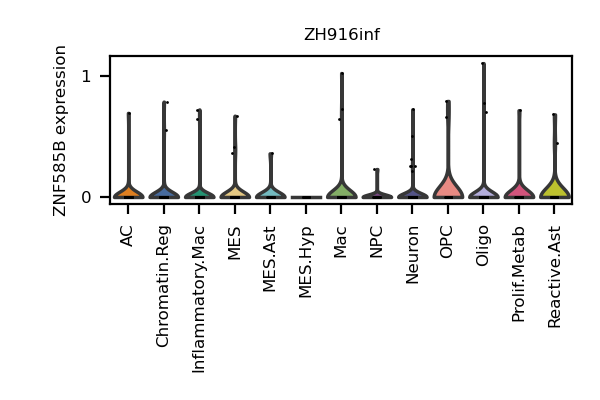 ZH916inf
ZNF585B expression
1
0
AC
Chromatin.Reg
Inflammatory.Mac
MES
MES.Ast
MES.Hyp
Mac
NPC
Neuron
OPC
Oligo
Prolif.Metab
Reactive.Ast